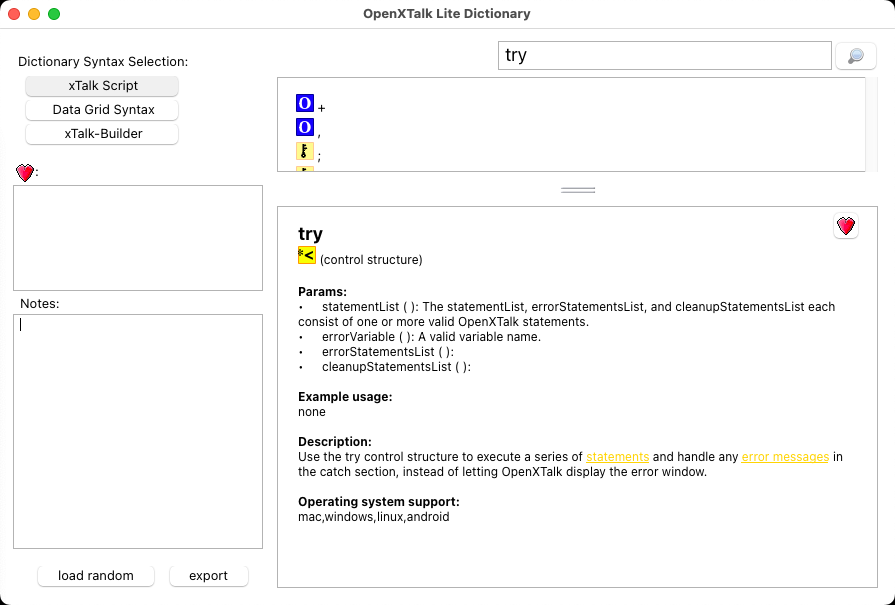 OpenXTalk Lite Dictionary
Dictionary Syntax Selection:
xTalk Script
Data Grid Syntax
xTalk-Builder
:
Notes:
load random
export
try
O +
O ,
;
try
*< (control structure)
Params:
• statementList ( ): The statementList, errorStatementsList, and cleanupStatementsList each
consist of one or more valid OpenXTalk statements.
• errorVariable ( ): A valid variable name.
• errorStatementsList ( ):
• cleanupStatementsList ( ):
Example usage:
none
Description:
Use the try control structure to execute a series of statements and handle any error messages in
the catch section, instead of letting OpenXTalk display the error window.
Operating system support:
mac,windows,linux,android